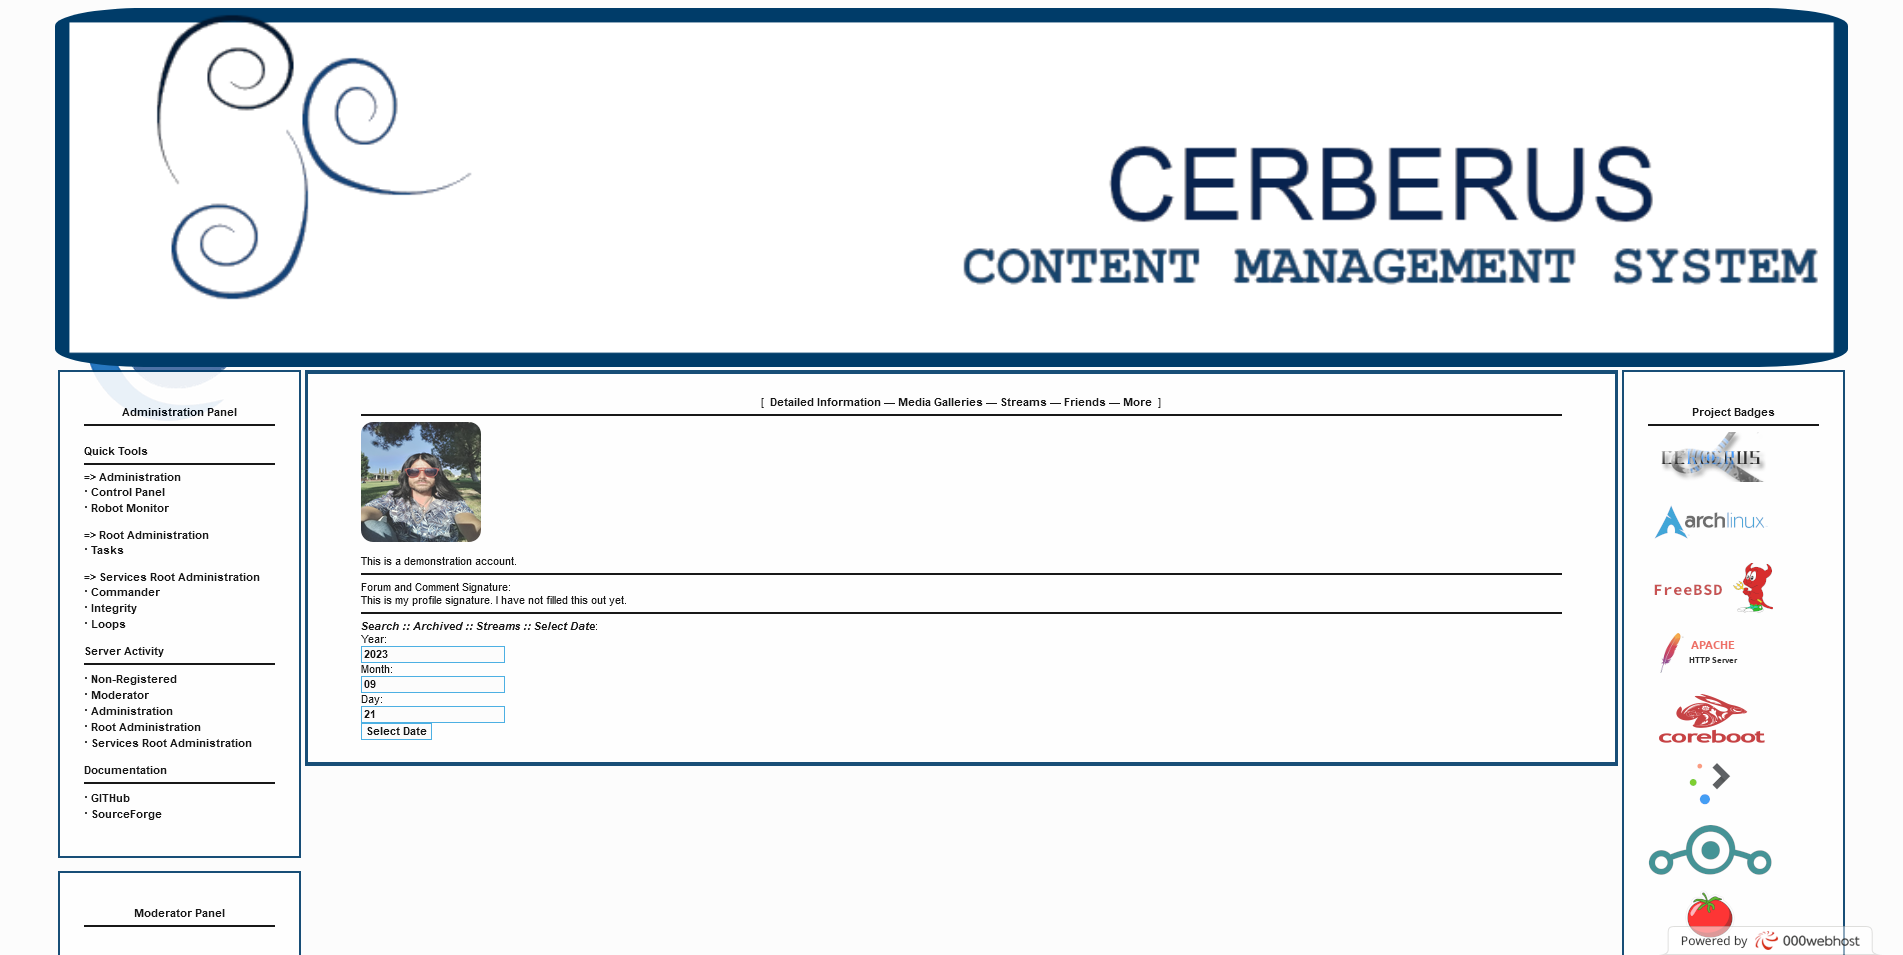 CERBERUS
CONTENT MANAGEMENT SYSTEM
Administration Panel
Quick Tools
=> Administration
· Control Panel
· Robot Monitor
=> Root Administration
· Tasks
=> Services Root Administration
· Commander
· Integrity
· Loops
Server Activity
· Non-Registered
· Moderator
· Administration
· Root Administration
· Services Root Administration
Documentation
· GITHub
· SourceForge
Moderator Panel
[ Detailed Information — Media Galleries — Streams — Friends — More ]
This is a demonstration account.
Forum and Comment Signature:
This is my profile signature. I have not filled this out yet.
Search :: Archived :: Streams :: Select Date:
Year:
2023
Month:
09
Day:
21
Select Date
Project Badges
CERBERUS
archlinux
FreeBSD
APACHE
HTTP Server
coreboot
Powered by 000webhost